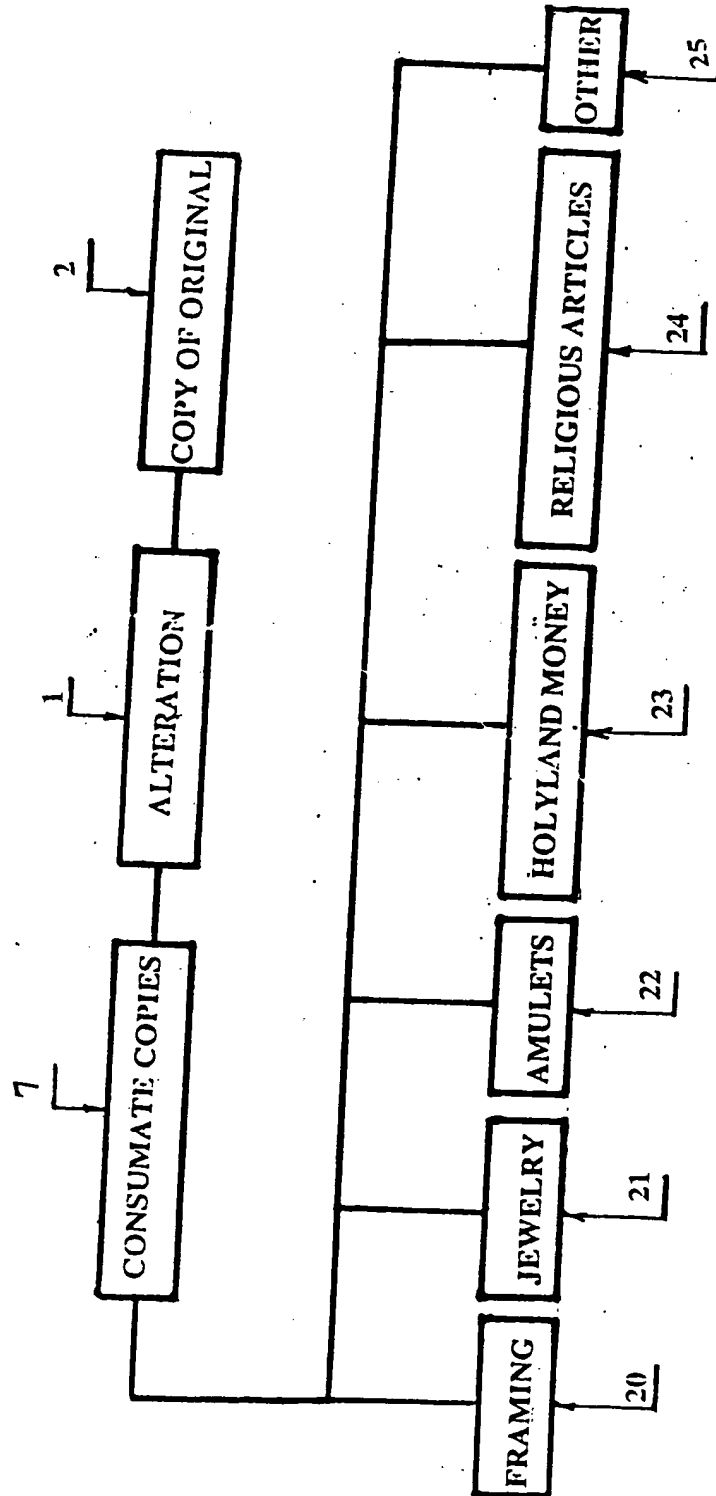 7
1
2
CONSUMATE COPIES
ALTERATION
COPY OF ORIGINAL
FRAMING
JEWELRY
AMULETS
HOLYLAND MONEY
RELIGIOUS ARTICLES
OTHER
20
21
22
23
24
25